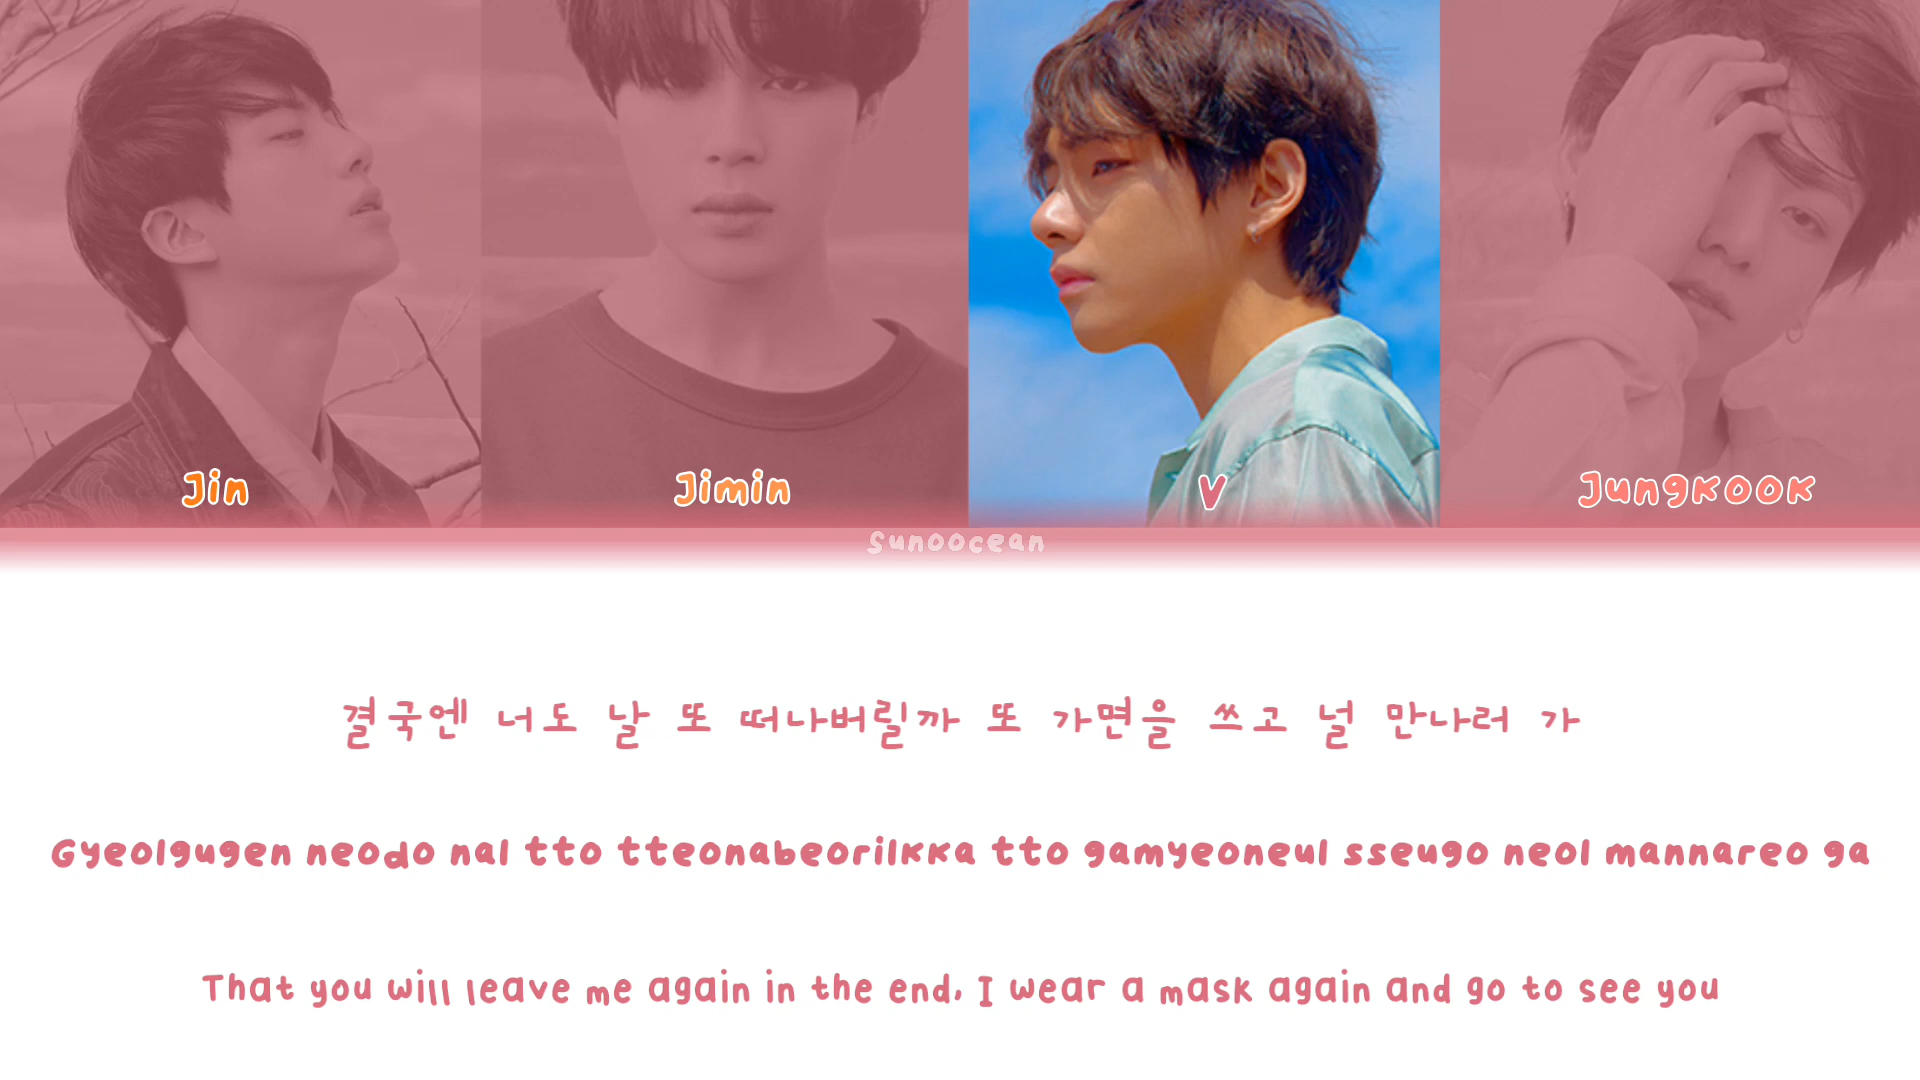 Jin
Jimin
V
Jungkook
Sunoocean
결국엔 너도 날 또 떠나버릴까 또 가면을 쓰고 널 만나러 가
Gyeolgugen neodo nal tto tteonabeorilkka tto gamyeoneul sseugo neol mannareo ga
That you will leave me again in the end, I wear a mask again and go to see you